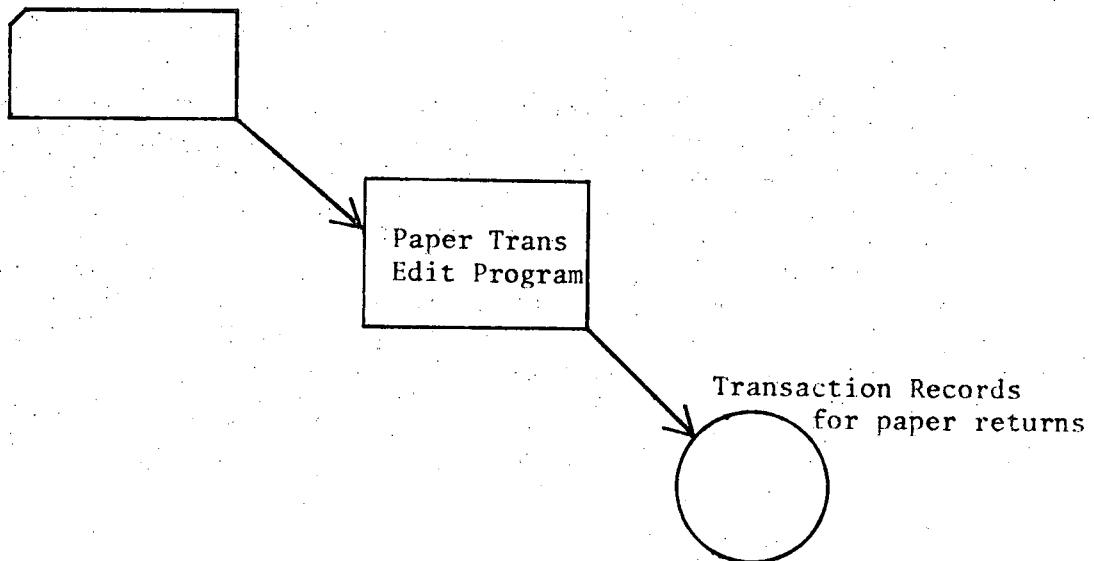 Paper Trans
Edit Program
Transaction Records
for paper returns